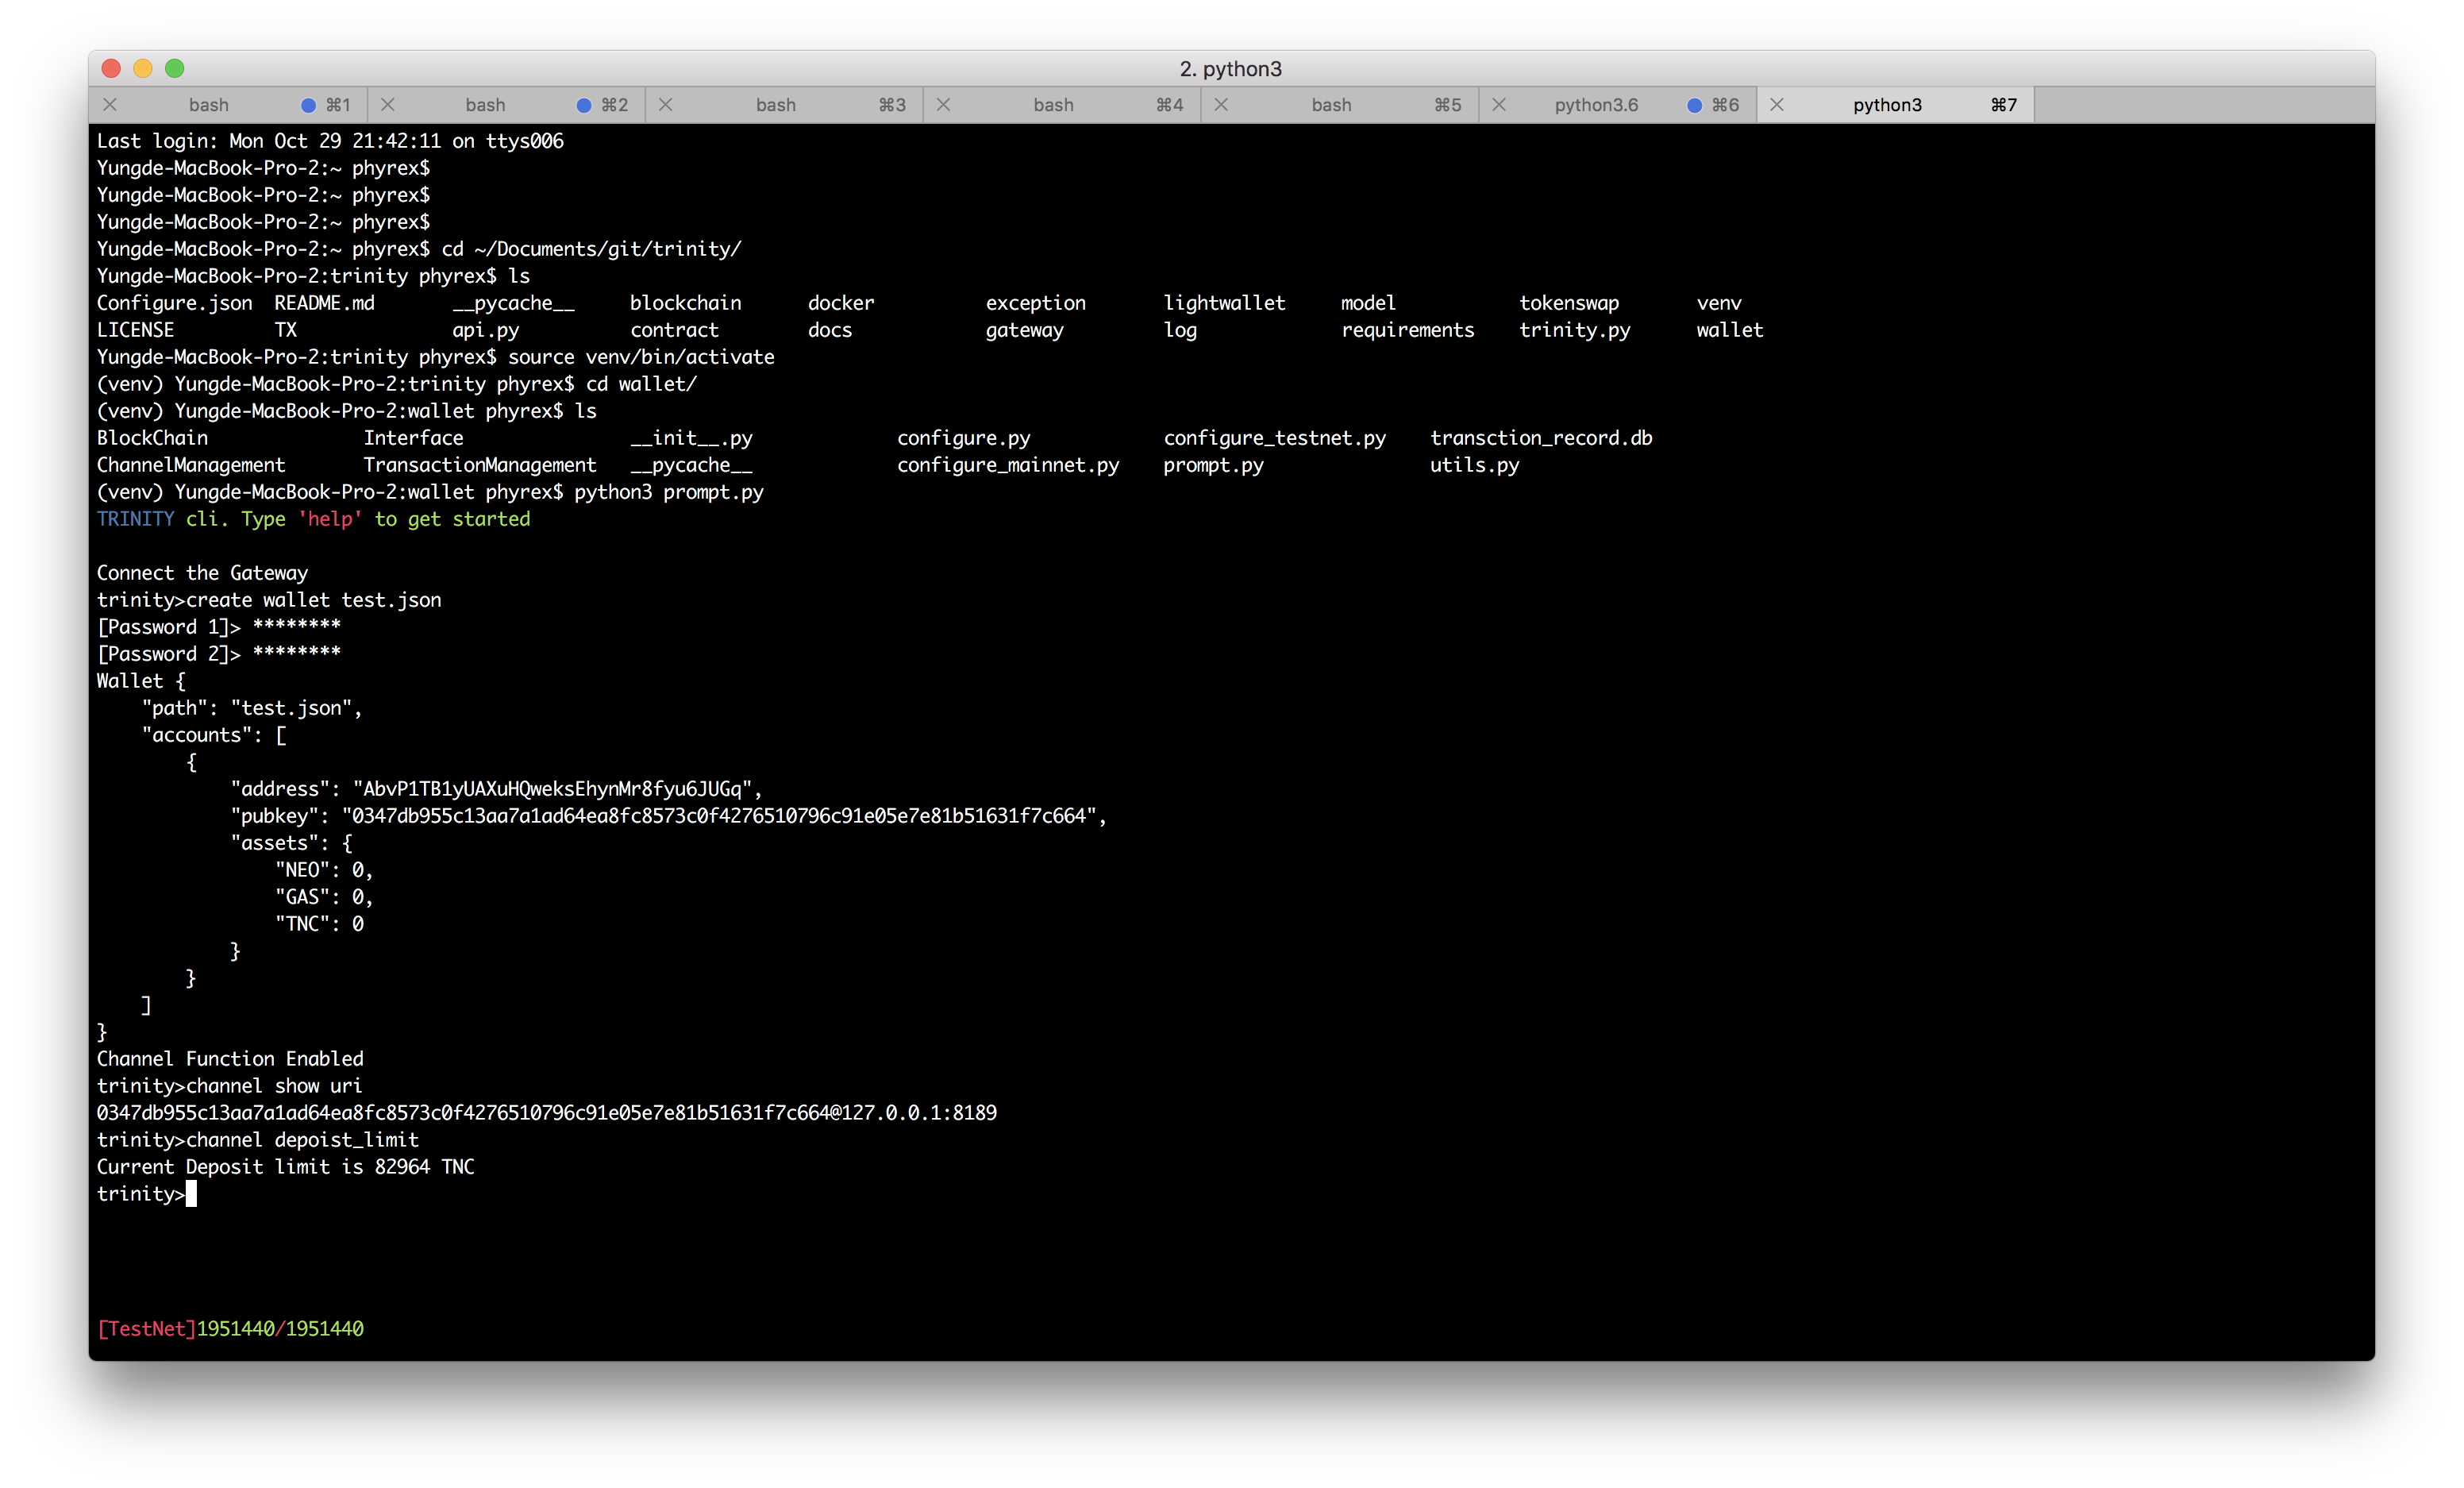 2. python3
bash ⌘1 bash ⌘2 bash ⌘3 bash ⌘4 bash ⌘5 python3.6 ⌘6 python3 ⌘7
Last login: Mon Oct 29 21:42:11 on ttys006
Yungde-MacBook-Pro-2:~ phyrex$
Yungde-MacBook-Pro-2:~ phyrex$
Yungde-MacBook-Pro-2:~ phyrex$
Yungde-MacBook-Pro-2:~ phyrex$ cd ~/Documents/git/trinity/
Yungde-MacBook-Pro-2:trinity phyrex$ ls
Configure.json README.md __pycache__ blockchain docker exception lightwallet model tokenswap venv
LICENSE TX api.py contract docs gateway log requirements trinity.py wallet
Yungde-MacBook-Pro-2:trinity phyrex$ source venv/bin/activate
(venv) Yungde-MacBook-Pro-2:trinity phyrex$ cd wallet/
(venv) Yungde-MacBook-Pro-2:wallet phyrex$ ls
BlockChain Interface __init__.py configure.py configure_testnet.py transction_record.db
ChannelManagement TransactionManagement __pycache__ configure_mainnet.py prompt.py utils.py
(venv) Yungde-MacBook-Pro-2:wallet phyrex$ python3 prompt.py
TRINITY cli. Type 'help' to get started
Connect the Gateway
trinity>create wallet test.json
[Password 1]> ********
[Password 2]> ********
Wallet {
"path": "test.json",
"accounts": [
{
"address": "AbvP1TB1yUAXuHQweksEhynMr8fyu6JUGq",
"pubkey": "0347db955c13aa7a1ad64ea8fc8573c0f4276510796c91e05e7e81b51631f7c664",
"assets": {
"NEO": 0,
"GAS": 0,
"TNC": 0
}
}
]
}
Channel Function Enabled
trinity>channel show uri
0347db955c13aa7a1ad64ea8fc8573c0f4276510796c91e05e7e81b51631f7c664@127.0.0.1:8189
trinity>channel depoist_limit
Current Deposit limit is 82964 TNC
trinity>
[TestNet]1951440/1951440